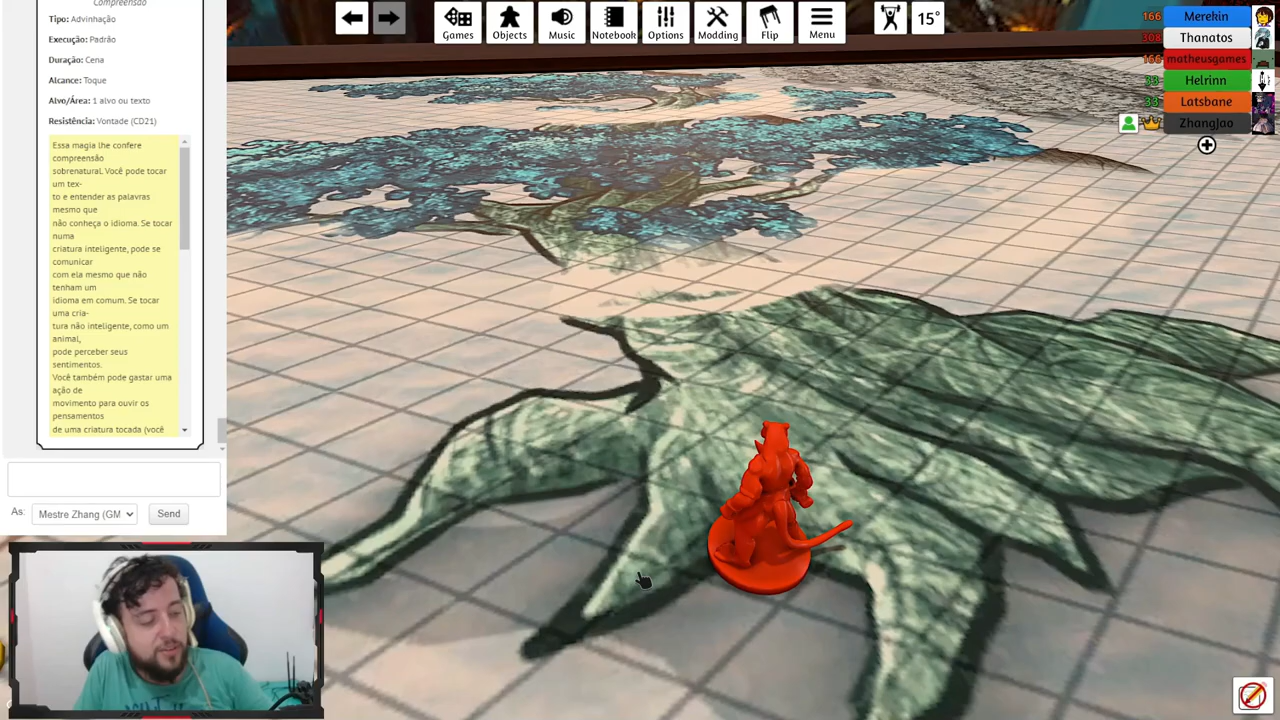 Compreensão
Tipo: Advinhação
Execução: Padrão
Duração: Cena
Alcance: Toque
Alvo/Área: 1 alvo ou texto
Resistência: Vontade (CD21)
Essa magia lhe confere
compreensão
sobrenatural. Você pode tocar
um tex-
to e entender as palavras
mesmo que
não conheça o idioma. Se tocar
numa
criatura inteligente, pode se
comunicar
com ela mesmo que não
tenham um
idioma em comum. Se tocar
uma cria-
tura não inteligente, como um
animal,
pode perceber seus
sentimentos.
Você também pode gastar uma
ação de
movimento para ouvir os
pensamentos
de uma criatura tocada (você
As: Mestre Zhang (GM
Send
Games
Objects
Music
Notebook
Options
Modding
Flip
Menu
15°
166 Merekin
308 Thanatos
166 matheusgames
33 Helrinn
33 Latsbane
ZhangJao